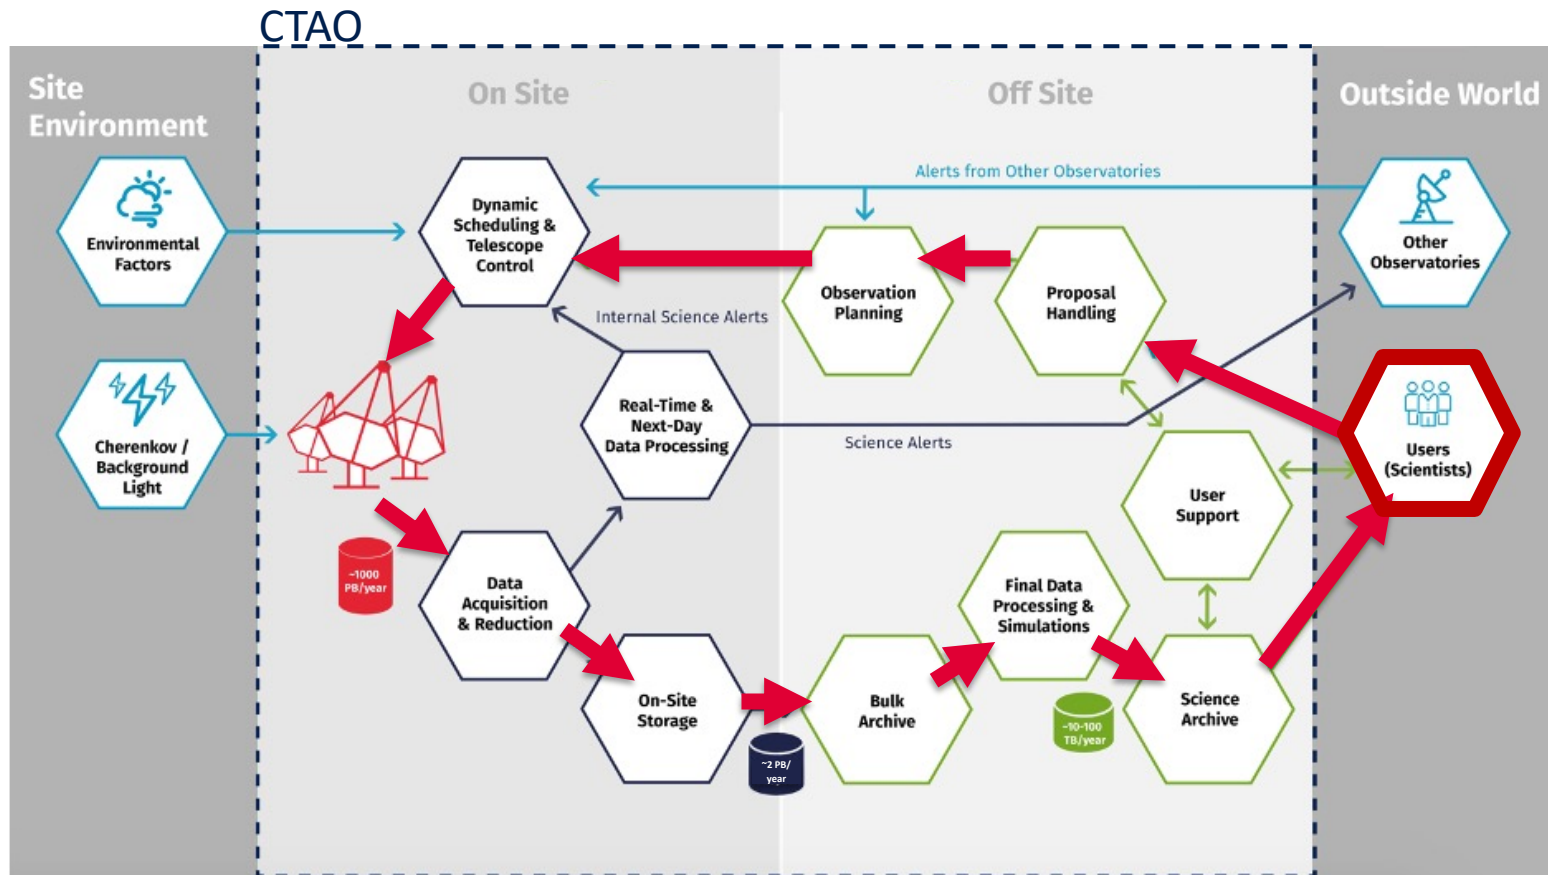 CTAO
Site
Environment
On Site
Off Site
Outside World
Environmental
Factors
Dynamic
Scheduling &
Telescope
Control
Alerts from Other Observatories
Other
Observatories
Observation
Planning
Proposal
Handling
Internal Science Alerts
Cherenkov /
Background
Light
Real-Time &
Next-Day
Data Processing
Science Alerts
Users
(Scientists)
User
Support
~1000
PB/year
Data
Acquisition
& Reduction
Final Data
Processing &
Simulations
On-Site
Storage
Bulk
Archive
Science
Archive
~10-100
TB/year
~2 PB/
year